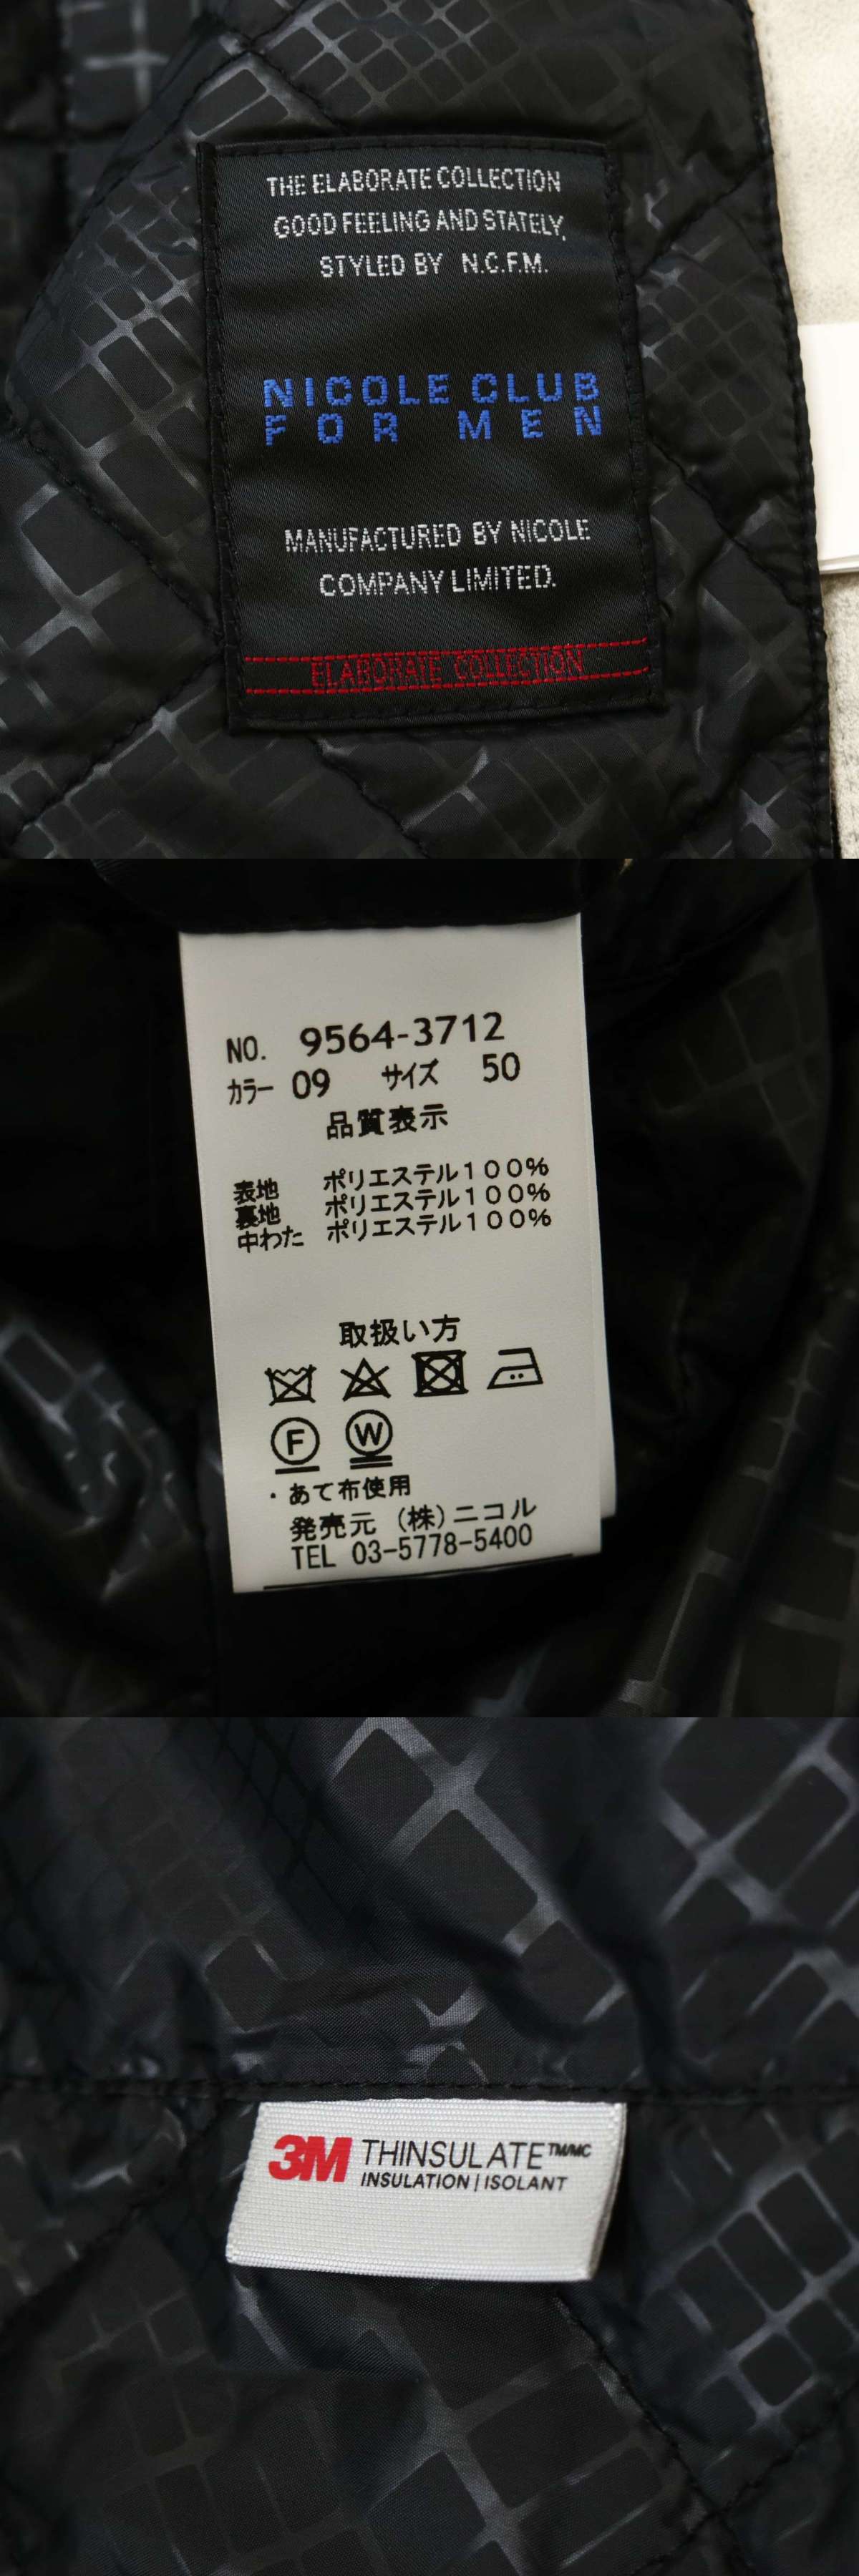 THE ELABORATE COLLECTION
GOOD FEELING AND STATELY,
STYLED BY N.C.F.M.
NICOLE CLUB
FOR MEN
MANUFACTURED BY NICOLE
COMPANY LIMITED.
ELABORATE COLLECTION
NO. 9564-3712
カラー 09 サイズ 50
品質表示
表地 ポリエステル100%
裏地 ポリエステル100%
中わた ポリエステル100%
取扱い方
F W
・あて布使用
発売元 (株)ニコル
TEL 03-5778-5400
3M THINSULATE™/MC
INSULATION | ISOLANT